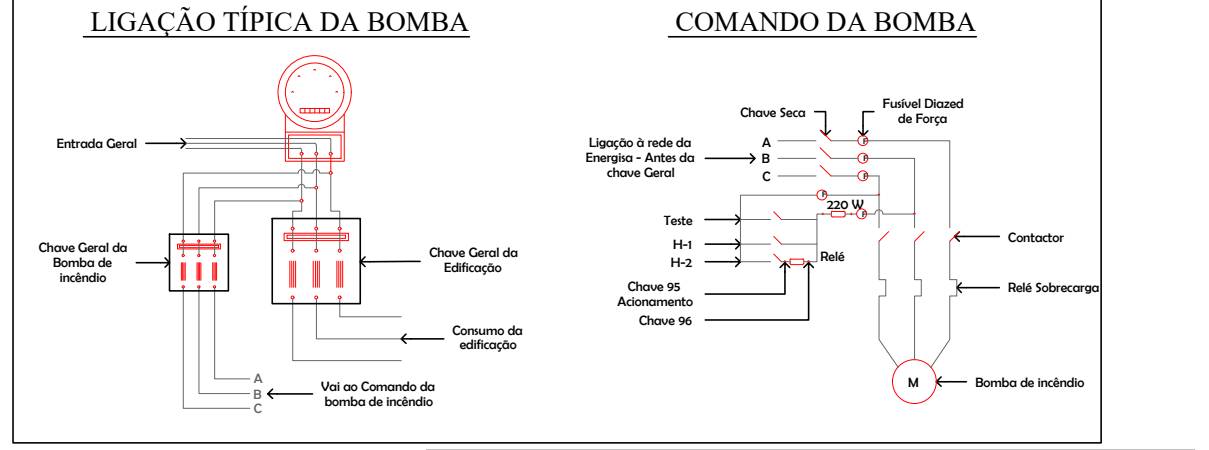 LIGAÇÃO TÍPICA DA BOMBA
Entrada Geral
Chave Geral da
Bomba de
incêndio
Chave Geral da
Edificação
Consumo da
edificação
A
B
C
Vai ao Comando da
bomba de incêndio
COMANDO DA BOMBA
Chave Seca
Fusível Diazed
de Força
Ligação à rede da
Energisa - Antes da
chave Geral
A
B
C
F
F
F
F
220 W
F
Teste
H-1
H-2
Relé
Chave 95
Acionamento
Chave 96
Contactor
Relé Sobrecarga
M
Bomba de incêndio